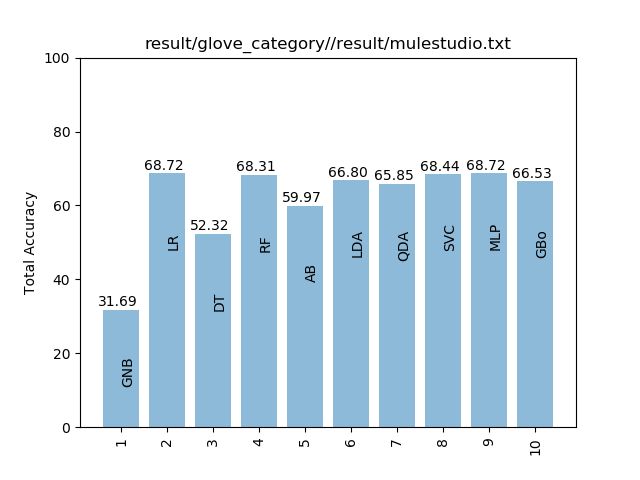 result/glove_category//result/mulestudio.txt
Total Accuracy
100
80
60
40
20
0
31.69
68.72
52.32
68.31
59.97
66.80
65.85
68.44
68.72
66.53
GNB
LR
DT
RF
AB
LDA
QDA
SVC
MLP
GBo
1
2
3
4
5
6
7
8
9
10